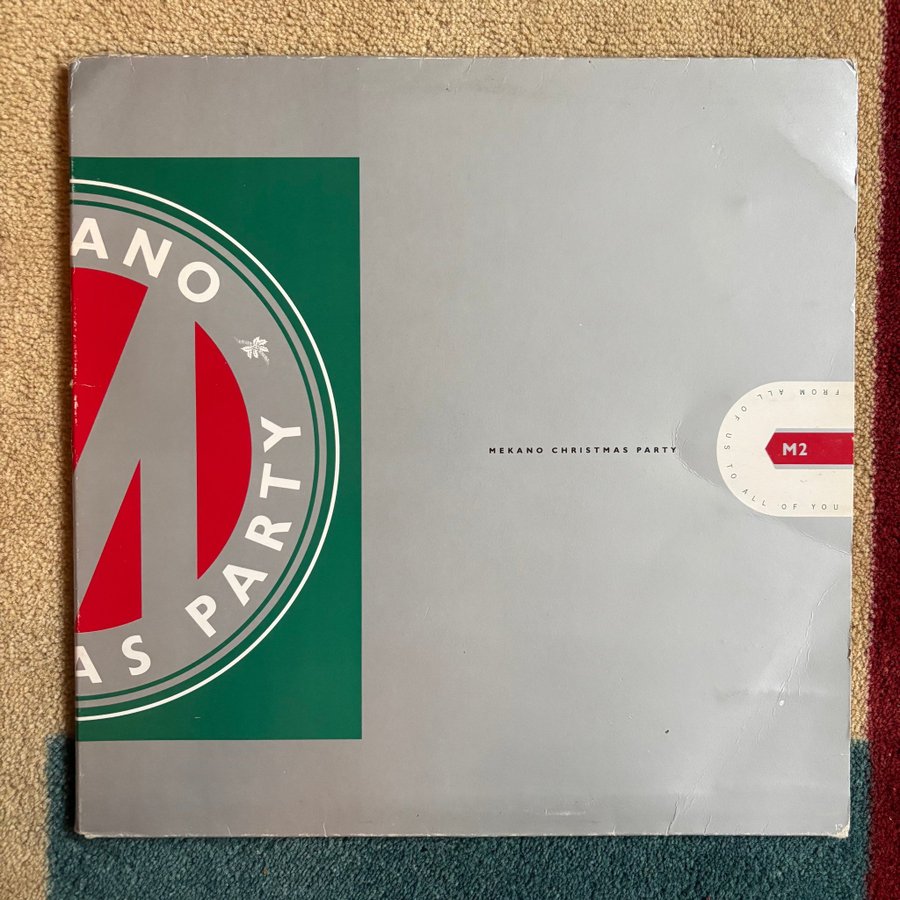 ANO
AS PARTY
MEKANO CHRISTMAS PARTY
FROM ALL OF US TO ALL OF YOU
M2